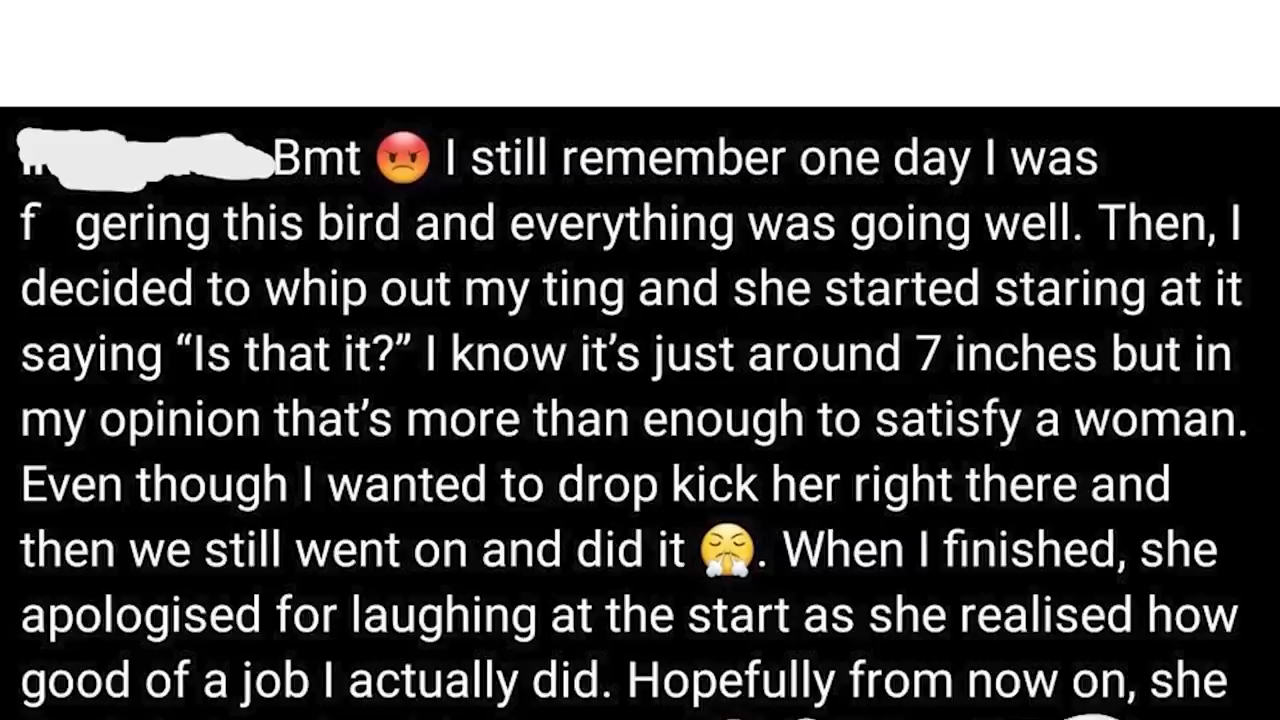 Bmt 😡 I still remember one day I was
f gering this bird and everything was going well. Then, I
decided to whip out my ting and she started staring at it
saying “Is that it?” I know it’s just around 7 inches but in
my opinion that’s more than enough to satisfy a woman.
Even though I wanted to drop kick her right there and
then we still went on and did it 😤. When I finished, she
apologised for laughing at the start as she realised how
good of a job I actually did. Hopefully from now on, she